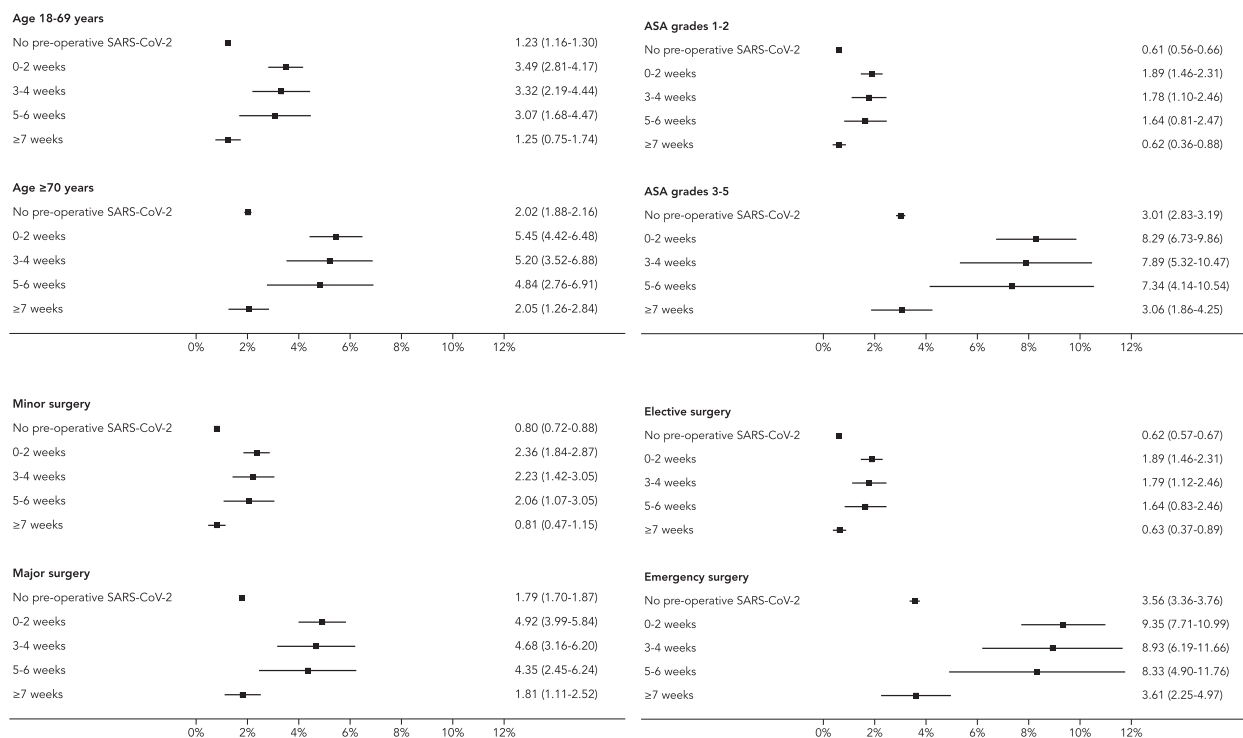 Age 18-69 years
No pre-operative SARS-CoV-2 1.23 (1.16-1.30)
0-2 weeks 3.49 (2.81-4.17)
3-4 weeks 3.32 (2.19-4.44)
5-6 weeks 3.07 (1.68-4.47)
≥7 weeks 1.25 (0.75-1.74)
Age ≥70 years
No pre-operative SARS-CoV-2 2.02 (1.88-2.16)
0-2 weeks 5.45 (4.42-6.48)
3-4 weeks 5.20 (3.52-6.88)
5-6 weeks 4.84 (2.76-6.91)
≥7 weeks 2.05 (1.26-2.84)
0% 2% 4% 6% 8% 10% 12%
ASA grades 1-2
No pre-operative SARS-CoV-2 0.61 (0.56-0.66)
0-2 weeks 1.89 (1.46-2.31)
3-4 weeks 1.78 (1.10-2.46)
5-6 weeks 1.64 (0.81-2.47)
≥7 weeks 0.62 (0.36-0.88)
ASA grades 3-5
No pre-operative SARS-CoV-2 3.01 (2.83-3.19)
0-2 weeks 8.29 (6.73-9.86)
3-4 weeks 7.89 (5.32-10.47)
5-6 weeks 7.34 (4.14-10.54)
≥7 weeks 3.06 (1.86-4.25)
0% 2% 4% 6% 8% 10% 12%
Minor surgery
No pre-operative SARS-CoV-2 0.80 (0.72-0.88)
0-2 weeks 2.36 (1.84-2.87)
3-4 weeks 2.23 (1.42-3.05)
5-6 weeks 2.06 (1.07-3.05)
≥7 weeks 0.81 (0.47-1.15)
Major surgery
No pre-operative SARS-CoV-2 1.79 (1.70-1.87)
0-2 weeks 4.92 (3.99-5.84)
3-4 weeks 4.68 (3.16-6.20)
5-6 weeks 4.35 (2.45-6.24)
≥7 weeks 1.81 (1.11-2.52)
0% 2% 4% 6% 8% 10% 12%
Elective surgery
No pre-operative SARS-CoV-2 0.62 (0.57-0.67)
0-2 weeks 1.89 (1.46-2.31)
3-4 weeks 1.79 (1.12-2.46)
5-6 weeks 1.64 (0.83-2.46)
≥7 weeks 0.63 (0.37-0.89)
Emergency surgery
No pre-operative SARS-CoV-2 3.56 (3.36-3.76)
0-2 weeks 9.35 (7.71-10.99)
3-4 weeks 8.93 (6.19-11.66)
5-6 weeks 8.33 (4.90-11.76)
≥7 weeks 3.61 (2.25-4.97)
0% 2% 4% 6% 8% 10% 12%